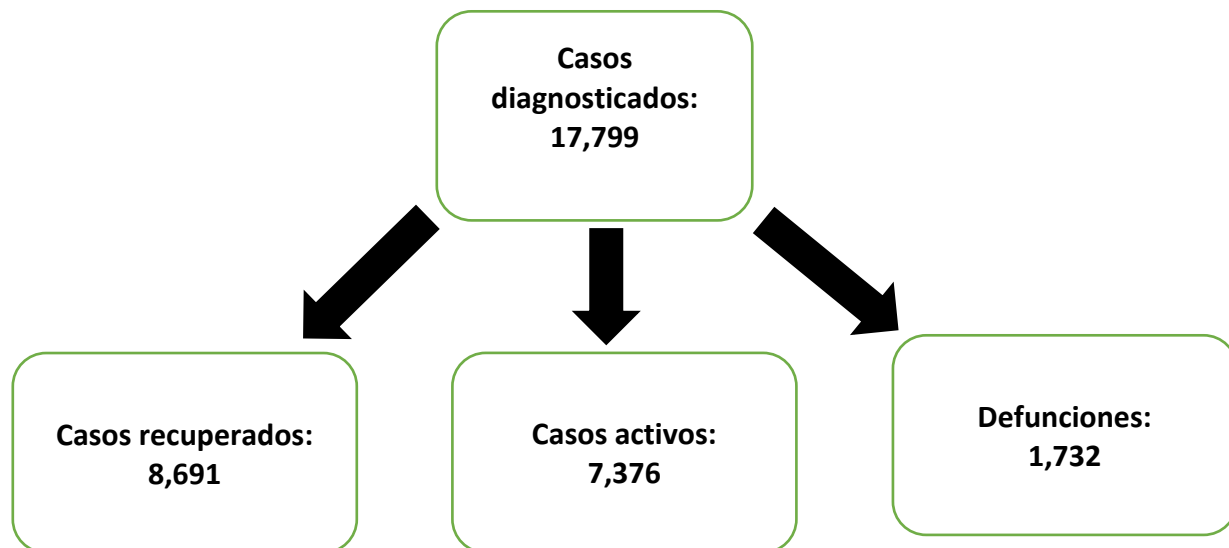 Casos
diagnosticados:
17,799
Casos recuperados:
8,691
Casos activos:
7,376
Defunciones:
1,732